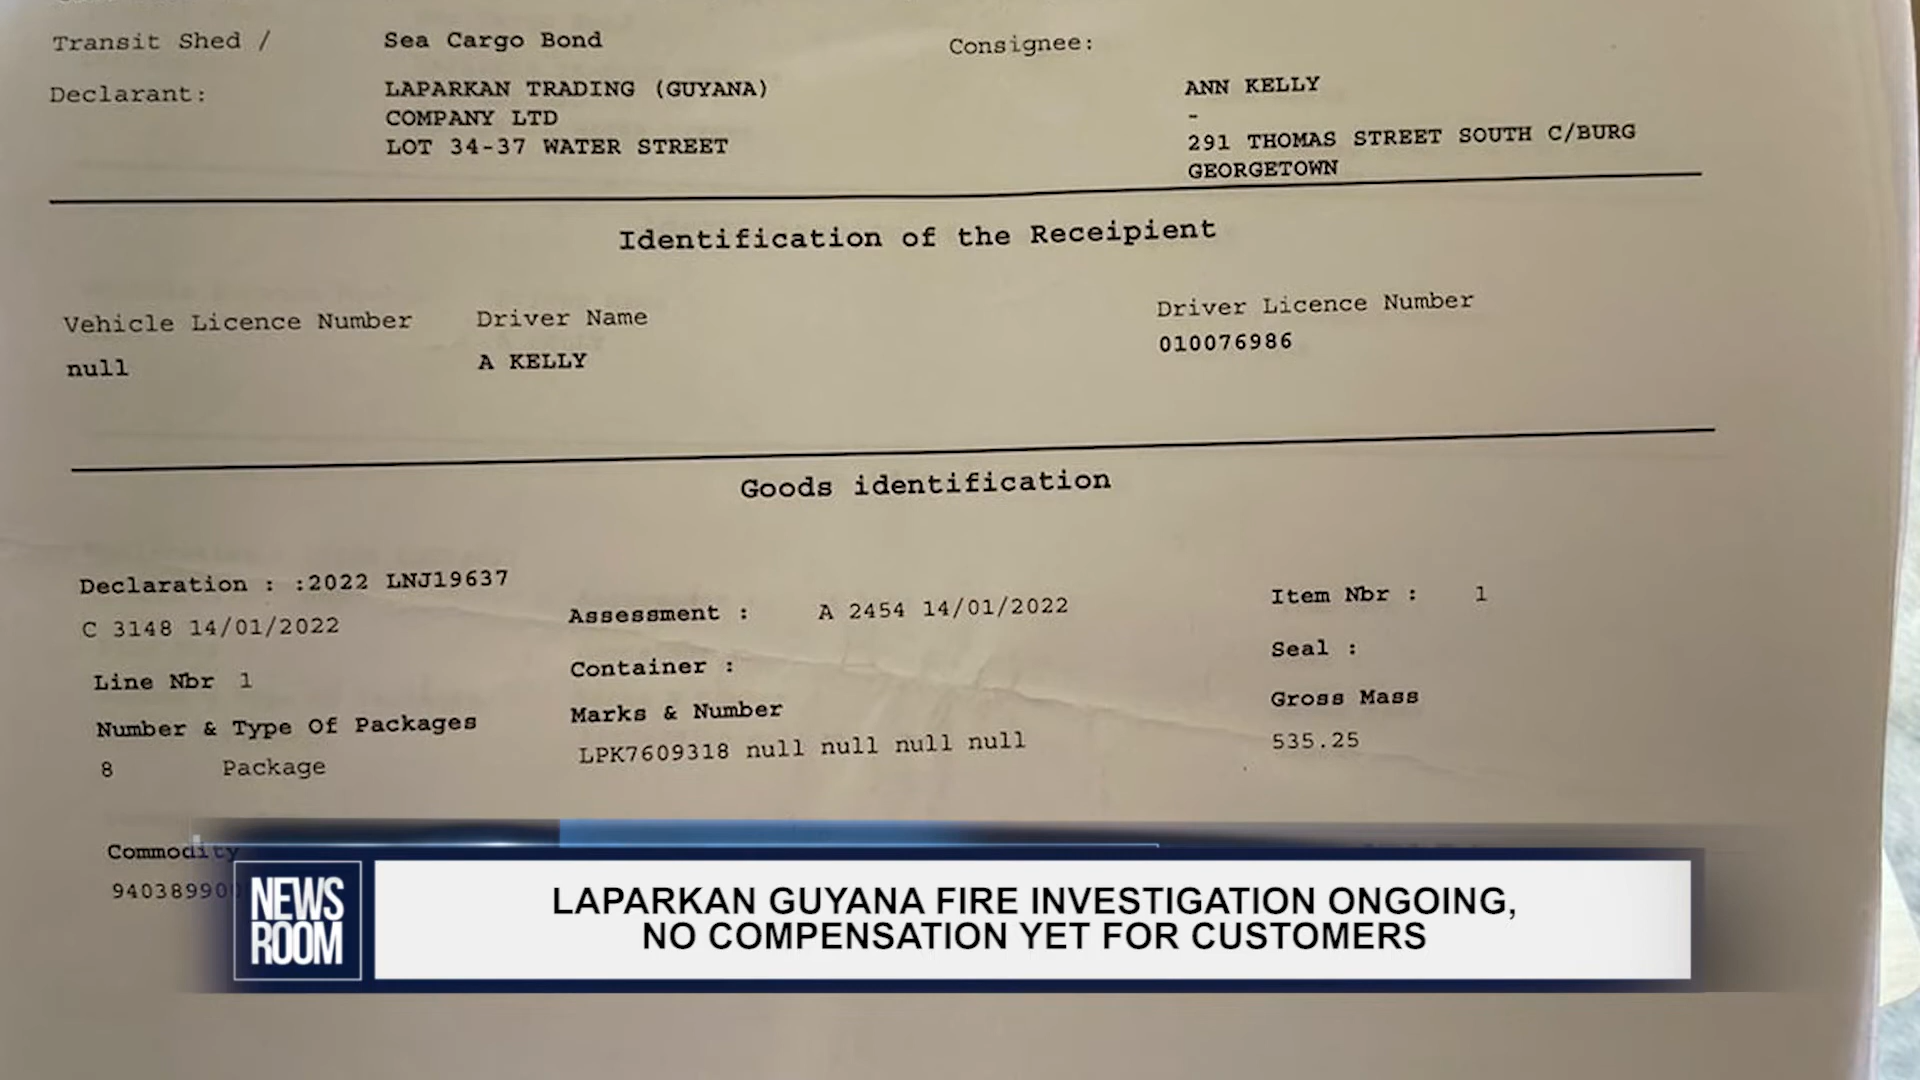 Transit Shed / Sea Cargo Bond Consignee:
Declarant: LAPARKAN TRADING (GUYANA) ANN KELLY
COMPANY LTD -
LOT 34-37 WATER STREET 291 THOMAS STREET SOUTH C/BURG
GEORGETOWN
Identification of the Receipient
Vehicle Licence Number Driver Name Driver Licence Number
null A KELLY 010076986
Goods identification
Declaration : :2022 LNJ19637
C 3148 14/01/2022 Assessment : A 2454 14/01/2022 Item Nbr : 1
Line Nbr 1 Container : Seal :
Number & Type Of Packages Marks & Number Gross Mass
8 Package LPK7609318 null null null null 535.25
Commodity
94038990
NEWS
ROOM
LAPARKAN GUYANA FIRE INVESTIGATION ONGOING,
NO COMPENSATION YET FOR CUSTOMERS